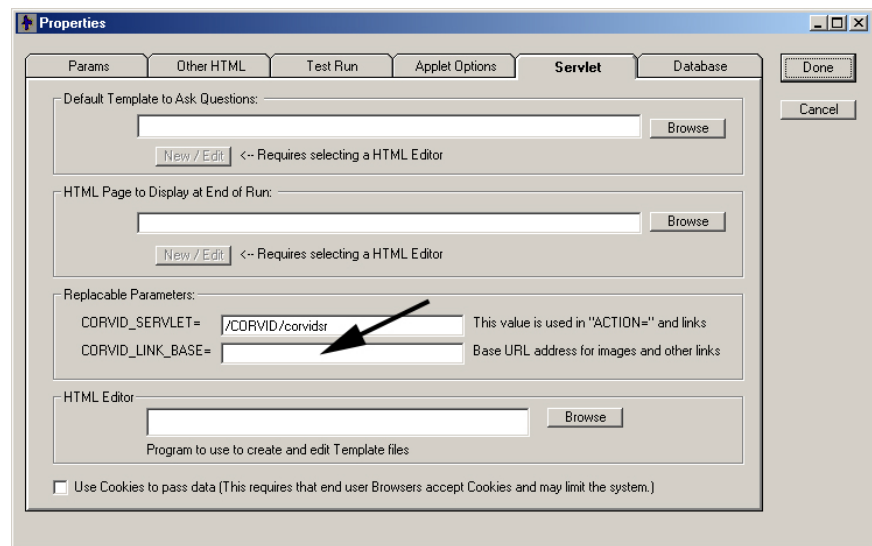 Properties
Params Other HTML Test Run Applet Options Servlet Database
Done
Cancel
Default Template to Ask Questions:
Browse
New / Edit <-- Requires selecting a HTML Editor
HTML Page to Display at End of Run:
Browse
New / Edit <-- Requires selecting a HTML Editor
Replacable Parameters:
CORVID_SERVLET= /CORVID/corvidsr This value is used in "ACTION=" and links
CORVID_LINK_BASE= Base URL address for images and other links
HTML Editor
Browse
Program to use to create and edit Template files
Use Cookies to pass data (This requires that end user Browsers accept Cookies and may limit the system.)